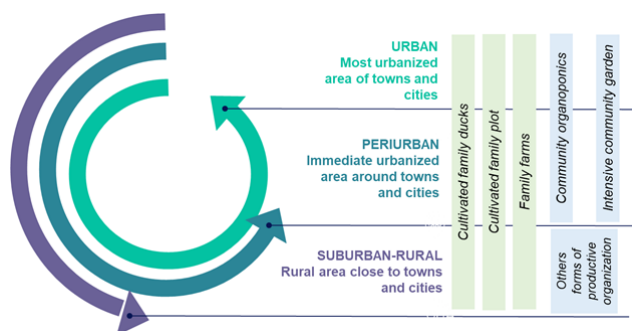 URBAN
Most urbanized
area of towns and
cities
PERIURBAN
Immediate urbanized
area around towns
and cities
SUBURBAN-RURAL
Rural area close to towns
and cities
Cultivated family ducks
Cultivated family plot
Family farms
Community organoponics
Intensive community garden
Others
forms of
productive
organization